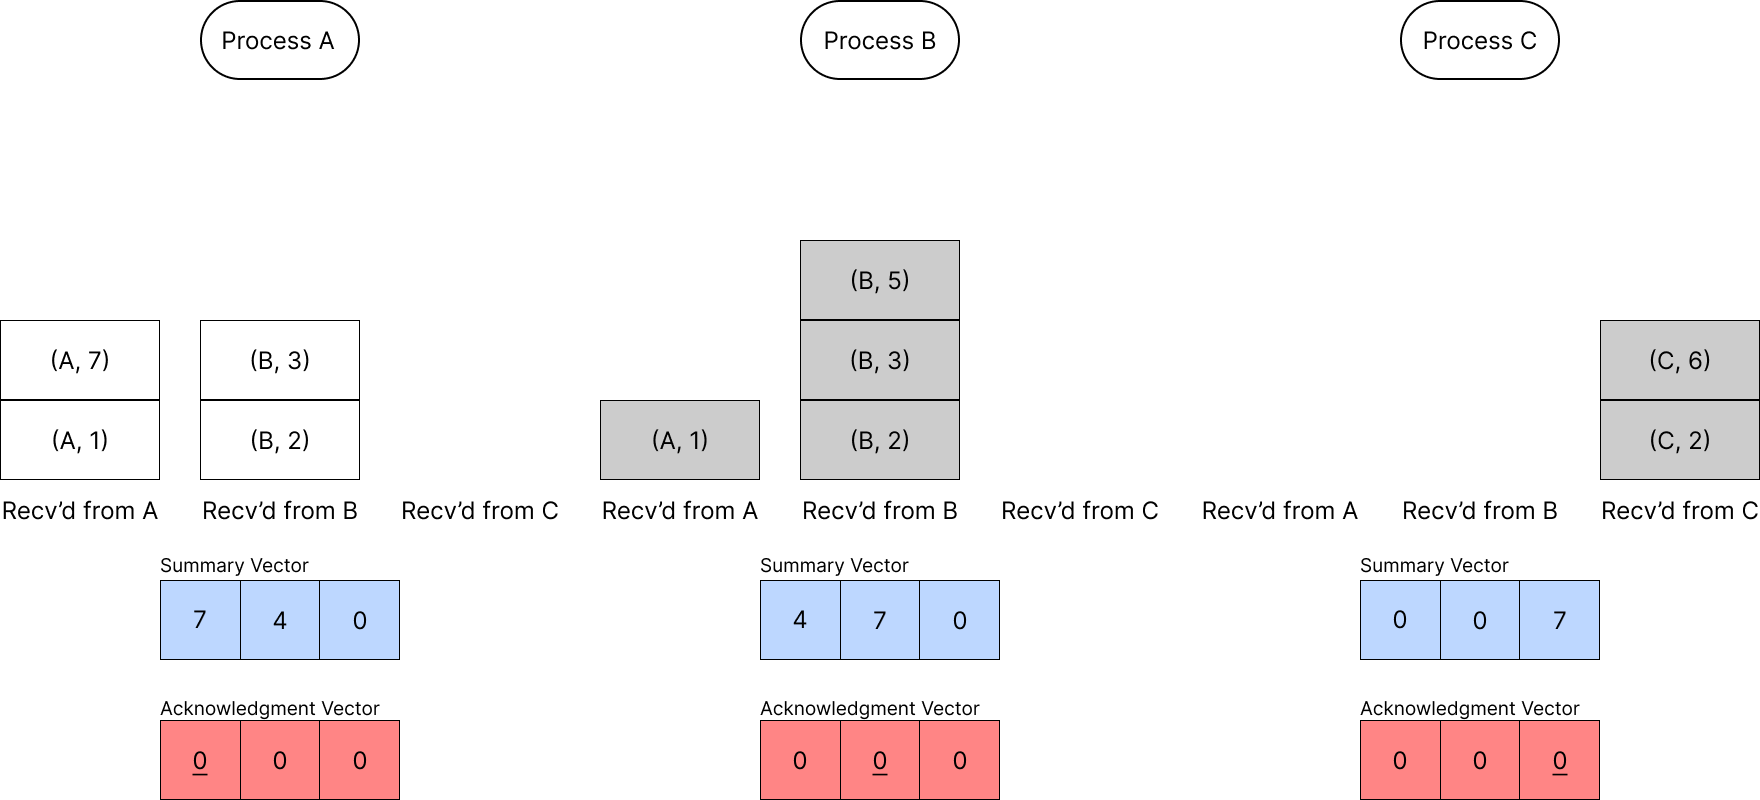 Process A
Process B
Process C
(B, 5)
(A, 7)
(B, 3)
(B, 3)
(C, 6)
(A, 1)
(B, 2)
(A, 1)
(B, 2)
(C, 2)
Recv’d from A
Recv’d from B
Recv’d from C
Recv’d from A
Recv’d from B
Recv’d from C
Recv’d from A
Recv’d from B
Recv’d from C
Summary Vector
Summary Vector
Summary Vector
7 4 0
4 7 0
0 0 7
Acknowledgment Vector
Acknowledgment Vector
Acknowledgment Vector
0 0 0
0 0 0
0 0 0